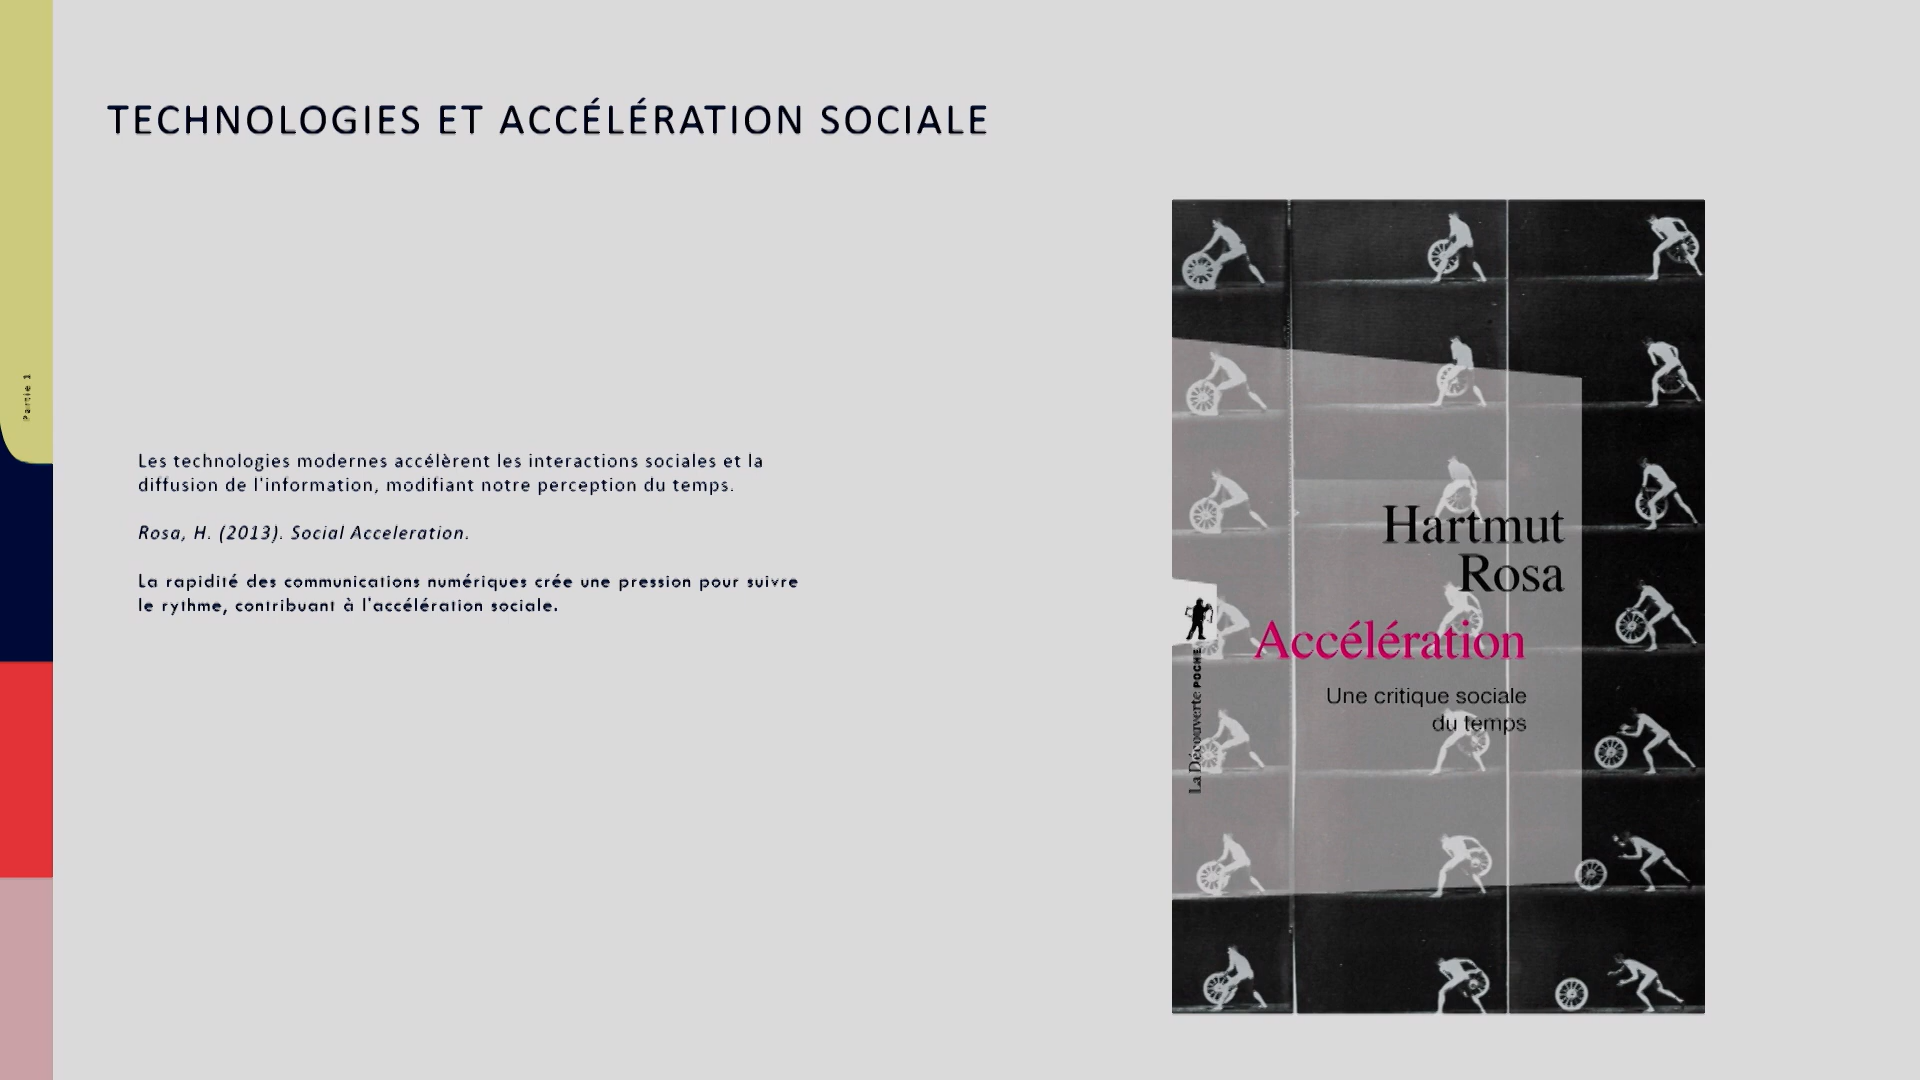 TECHNOLOGIES ET ACCÉLÉRATION SOCIALE
Partie 1
Les technologies modernes accélèrent les interactions sociales et la
diffusion de l'information, modifiant notre perception du temps.
Rosa, H. (2013). Social Acceleration.
La rapidité des communications numériques crée une pression pour suivre
le rythme, contribuant à l'accélération sociale.
Hartmut
Rosa
Accélération
Une critique sociale
du temps
La Découverte POCHE